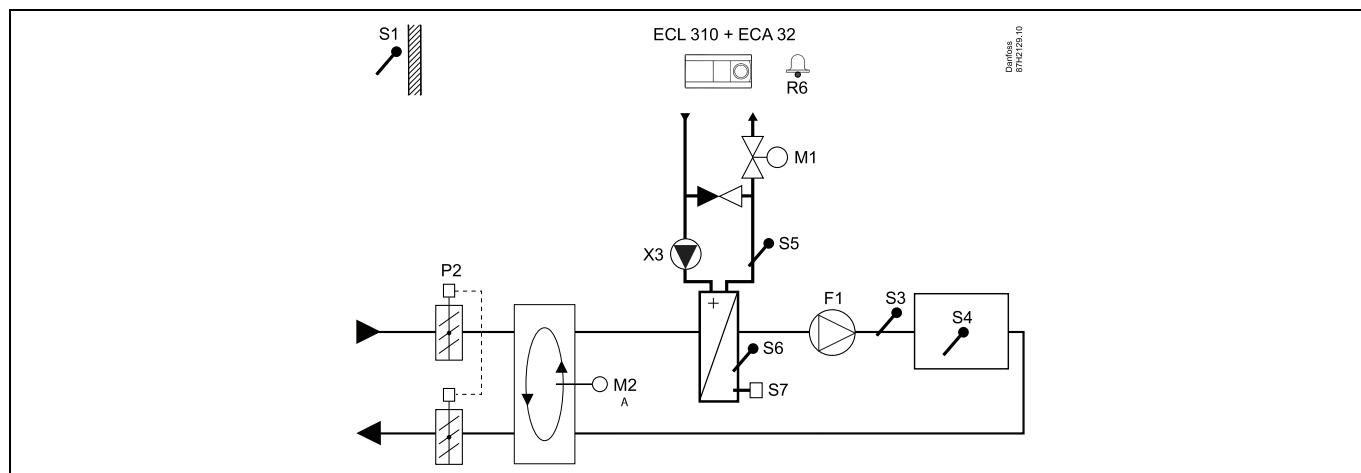 S1
ECL 310 + ECA 32
R6
Danfoss
87H2129.10
M1
X3
S5
P2
F1
S3
S4
+
S6
M2
A
S7